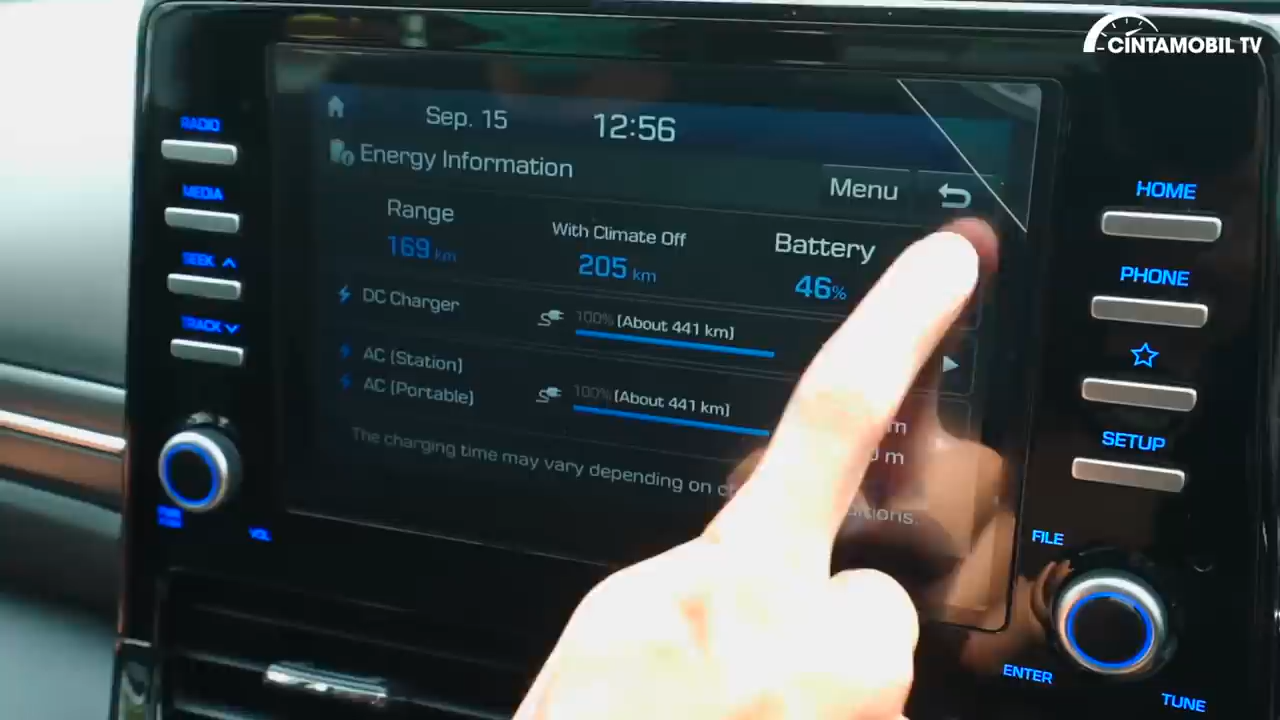 CINTAMOBIL TV
RADIO
MEDIA
SEEK
TRACK
VOL
Sep. 15 12:56
Energy Information
Menu
Range With Climate Off Battery
169 km 205 km 46%
DC Charger 100% (About 441 km)
AC (Station)
AC (Portable) 100% (About 441 km)
m
m
The charging time may vary depending on
HOME
PHONE
SETUP
FILE
ENTER
TUNE